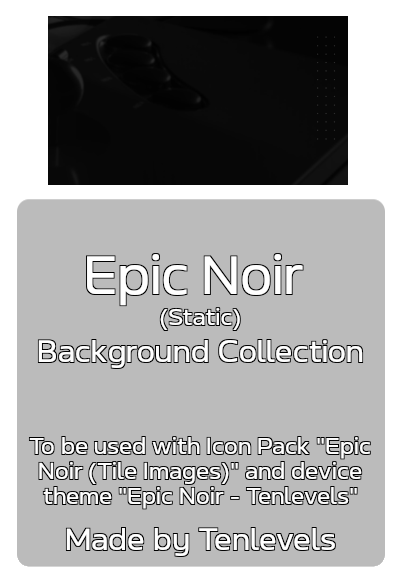 Epic Noir
(Static)
Background Collection
To be used with Icon Pack "Epic
Noir (Tile Images)" and device
theme "Epic Noir - Tenlevels"
Made by Tenlevels